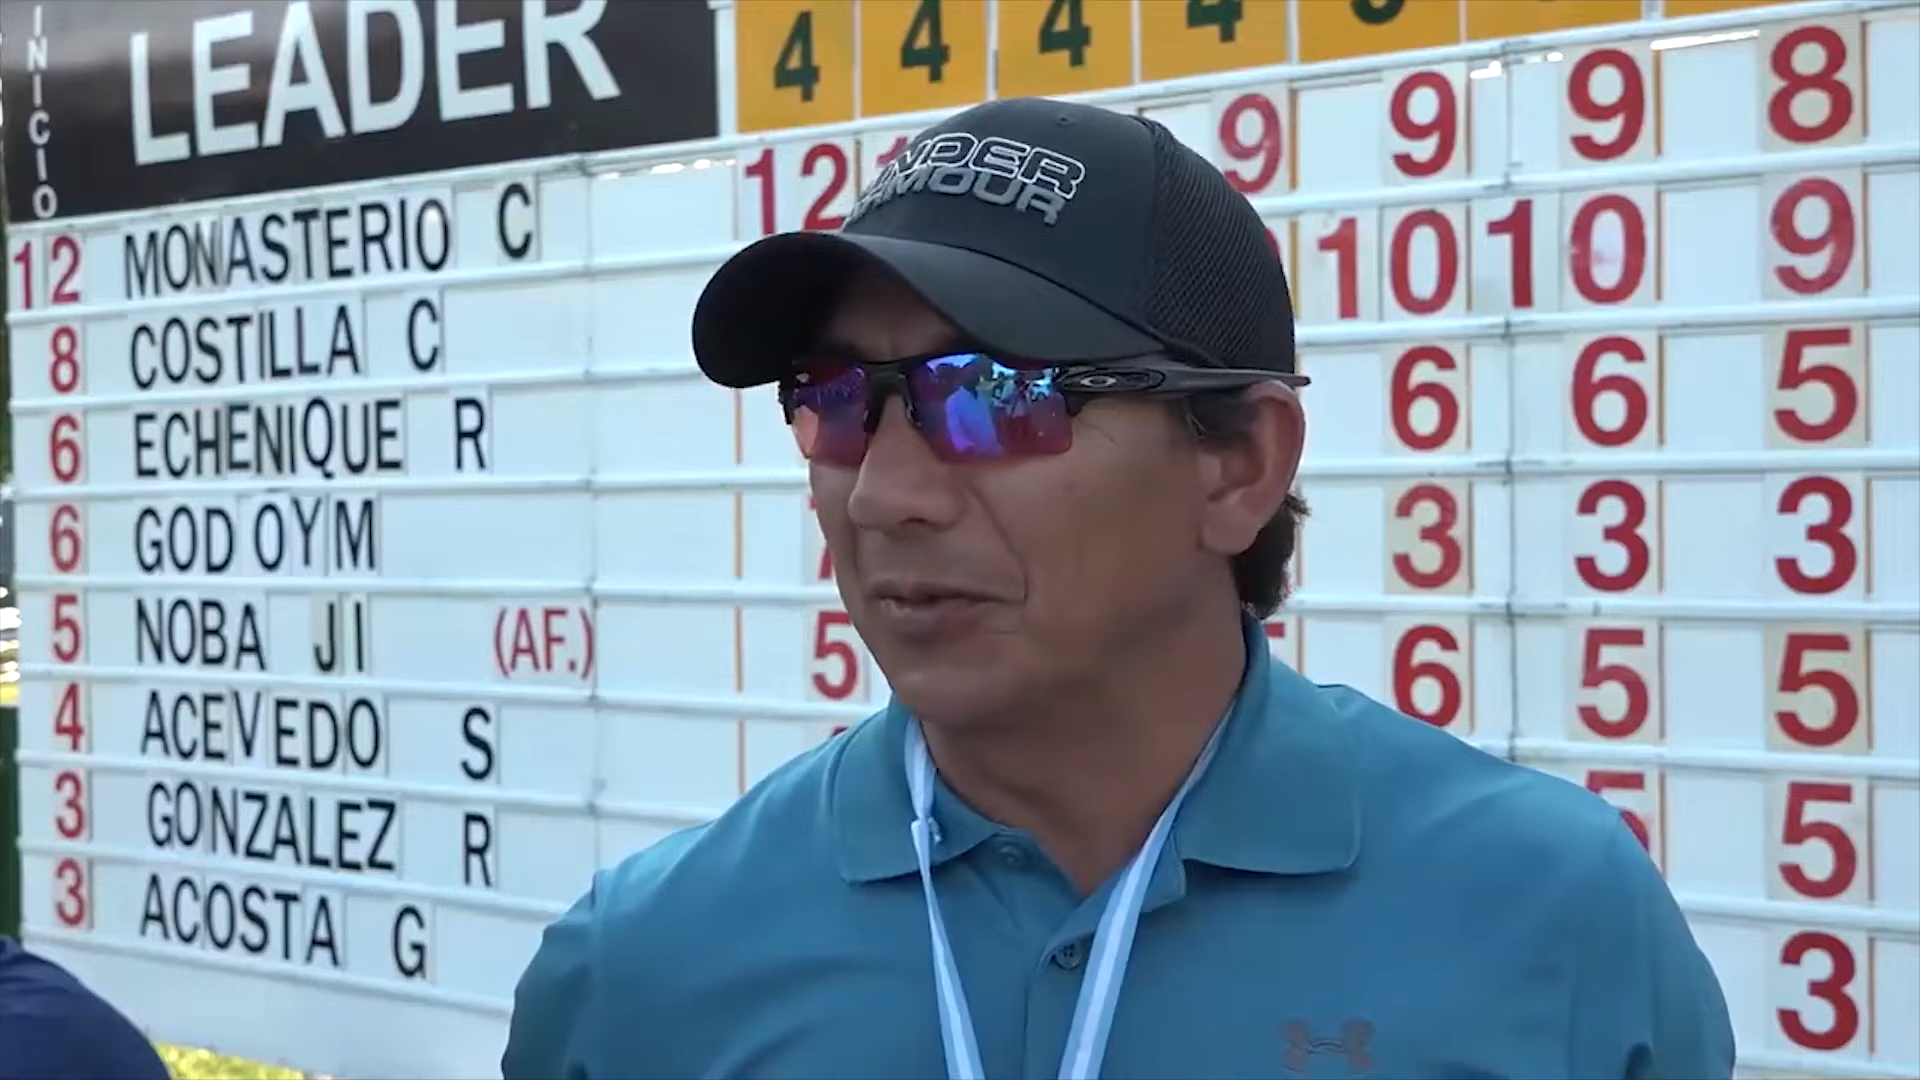 INICIO LEADER 4 4 4 4
12 9 9 9 8
12 MONASTERIO C 10 10 9
8 COSTILLA C 6 6 5
6 ECHENIQUE R 3 3 3
6 GODOY M
5 NOBA JI (AF.) 5 6 5 5
4 ACEVEDO S 5 5
3 GONZALEZ R 3
3 ACOSTA G
UNDER
ARMOUR